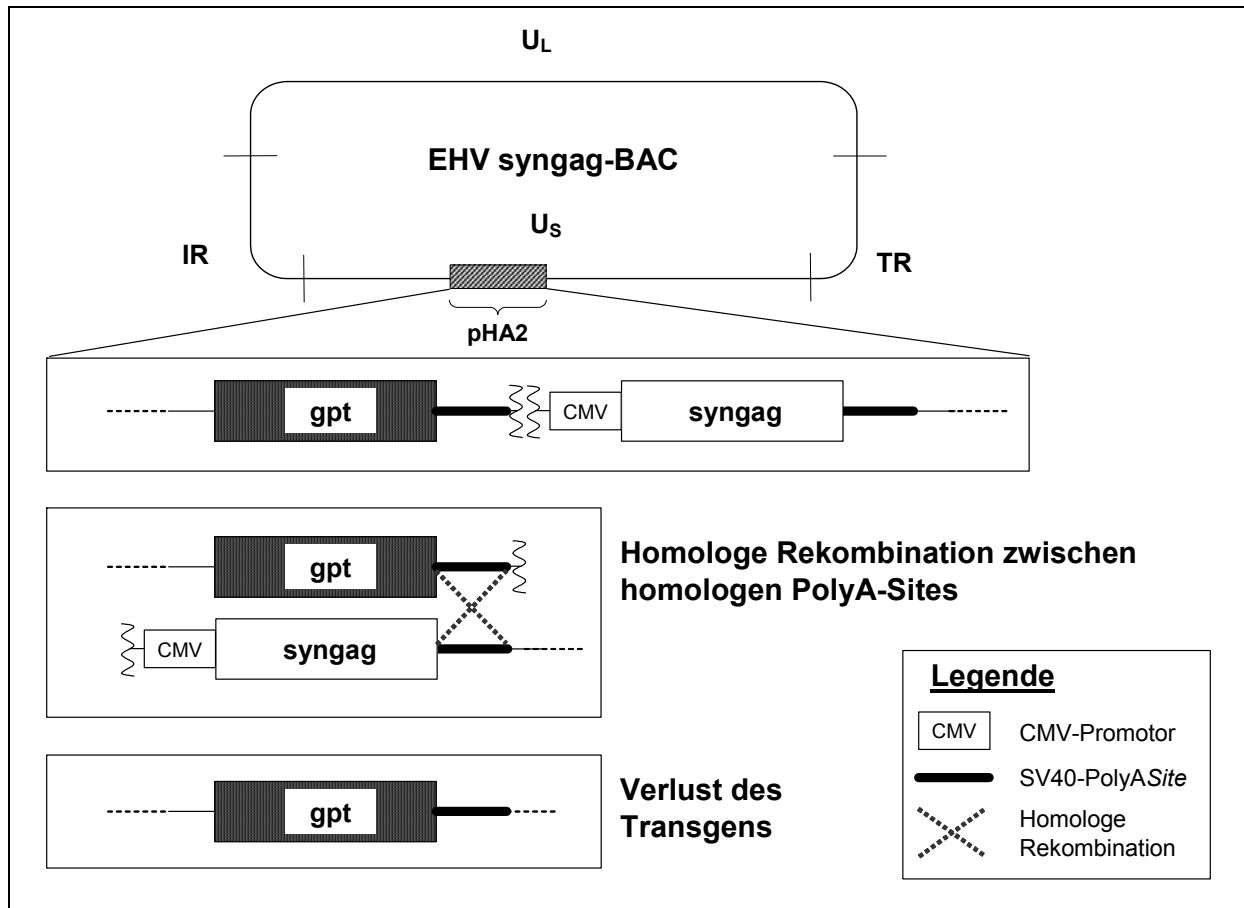 U_L
EHV syngag-BAC
U_S
IR
TR
pHA2
gpt
CMV
syngag
gpt
CMV
syngag
Homologe Rekombination zwischen
homologen PolyA-Sites
gpt
Verlust des
Transgens
Legende
CMV
CMV-Promotor
SV40-PolyASite
Homologe
Rekombination